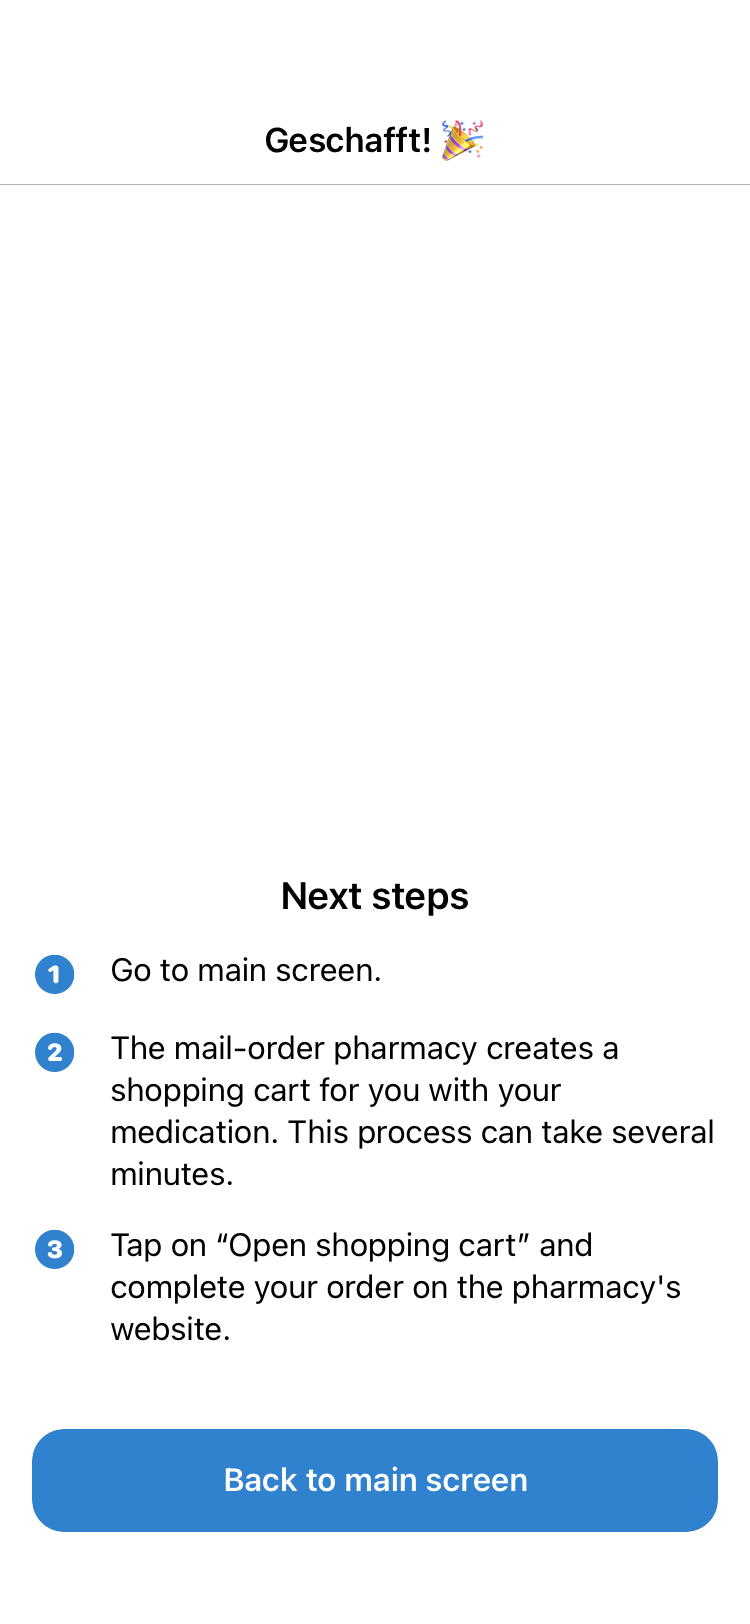 Geschafft! 🎉
Next steps
1 Go to main screen.
2 The mail-order pharmacy creates a
shopping cart for you with your
medication. This process can take several
minutes.
3 Tap on “Open shopping cart” and
complete your order on the pharmacy's
website.
Back to main screen